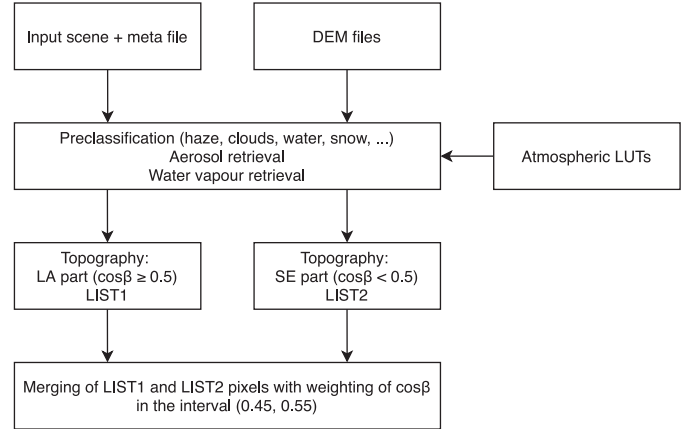 Input scene + meta file
DEM files
Preclassification (haze, clouds, water, snow, ...)
Aerosol retrieval
Water vapour retrieval
Atmospheric LUTs
Topography:
LA part (cosβ ≥ 0.5)
LIST1
Topography:
SE part (cosβ < 0.5)
LIST2
Merging of LIST1 and LIST2 pixels with weighting of cosβ
in the interval (0.45, 0.55)